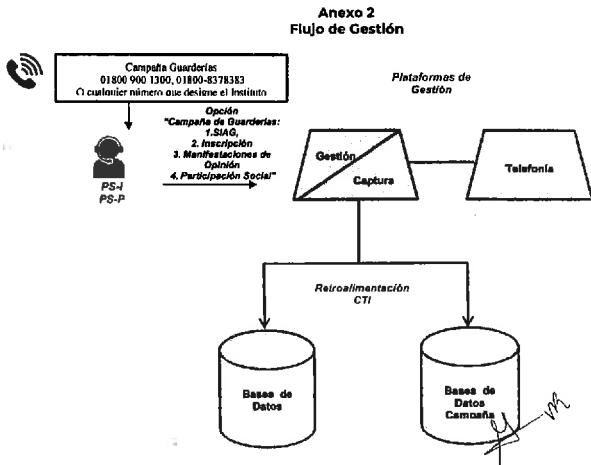 Anexo 2
Flujo de Gestión
Campaña Guarderías
01800 900 1300, 01800-8378383
O cualquier número que designe el Instituto
Plataformas de
Gestión
Opción
"Campaña de Guarderías:
1.SIAG,
2. Inscripción
3. Manifestaciones de
Opinión
4. Participación Social"
PS-I
PS-P
Gestión
Captura
Telefonía
Retroalimentación
CTI
Bases de
Datos
Bases de
Datos
Campaña